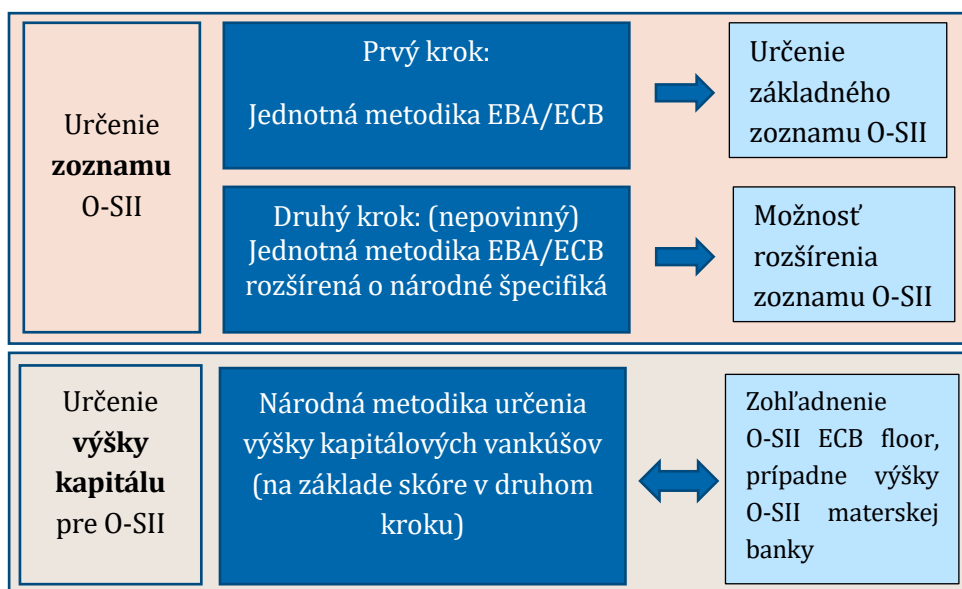 Určenie
zoznamu
O-SII
Prvý krok:
Jednotná metodika EBA/ECB
Určenie
základného
zoznamu O-SII
Druhý krok: (nepovinný)
Jednotná metodika EBA/ECB
rozšírená o národné špecifiká
Možnosť
rozšírenia
zoznamu O-SII
Určenie
výšky
kapitálu
pre O-SII
Národná metodika určenia
výšky kapitálových vankúšov
(na základe skóre v druhom
kroku)
Zohľadnenie
O-SII ECB floor,
prípadne výšky
O-SII materskej
banky